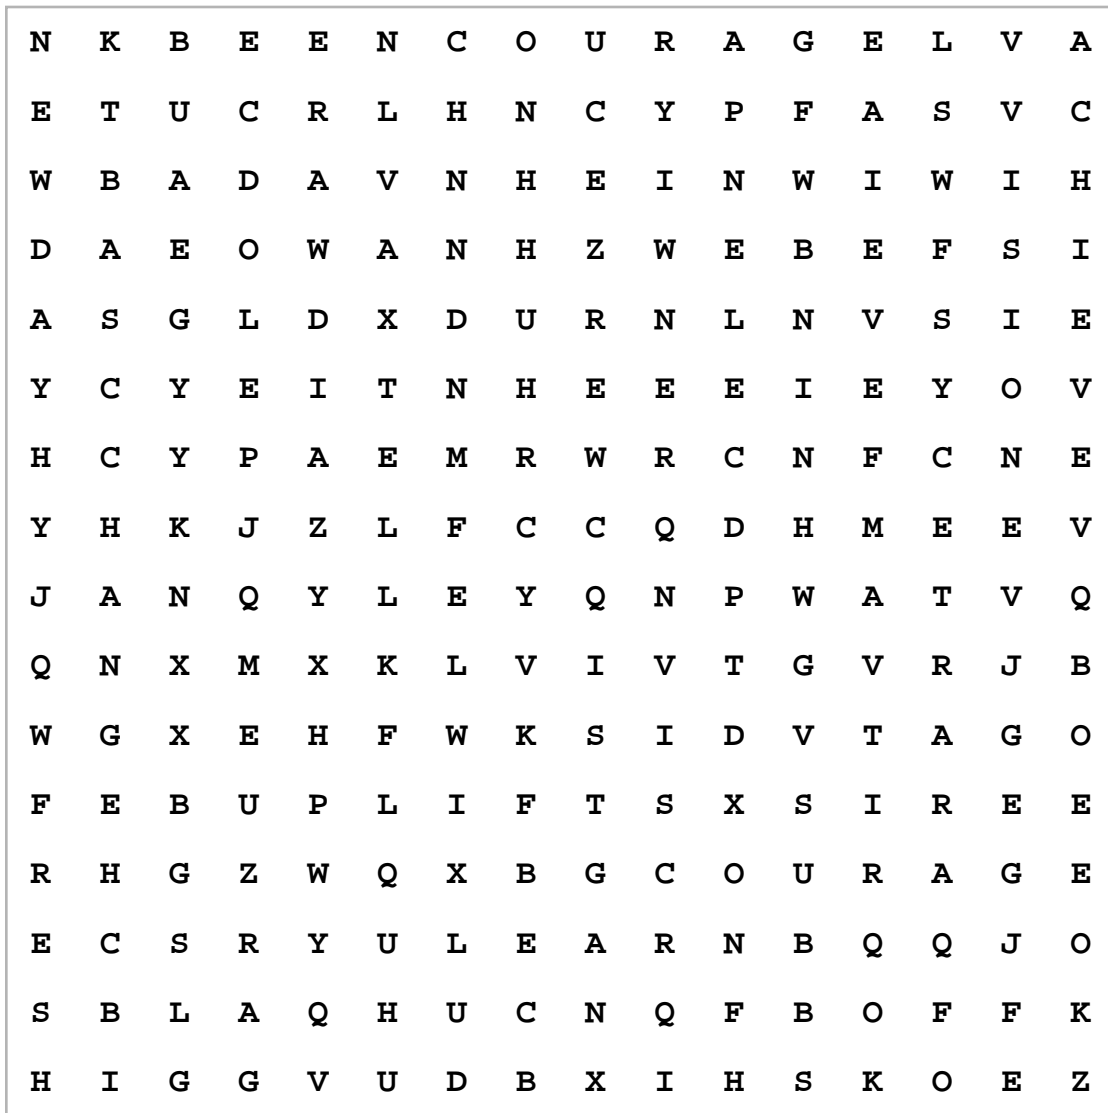 N K B E E N C O U R A G E L V A
E T U C R L H N C Y P F A S V C
W B A D A V N H E I N W I W I H
D A E O W A N H Z W E B E F S I
A S G L D X D U R N L N V S I E
Y C Y E I T N H E E E I E Y O V
H C Y P A E M R W R C N F C N E
Y H K J Z L F C C Q D H M E E V
J A N Q Y L E Y Q N P W A T V Q
Q N X M X K L V I V T G V R J B
W G X E H F W K S I D V T A G O
F E B U P L I F T S X S I R E E
R H G Z W Q X B G C O U R A G E
E C S R Y U L E A R N B Q Q J O
S B L A Q H U C N Q F B O F F K
H I G G V U D B X I H S K O E Z